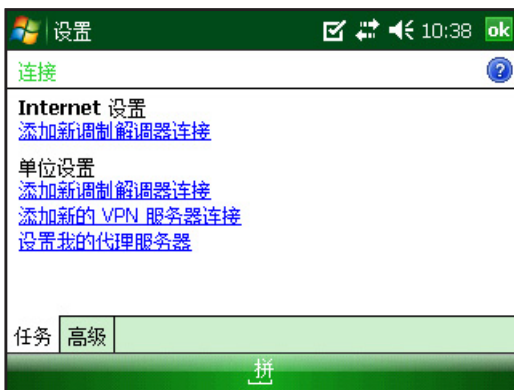 设置 10:38 ok
连接
Internet 设置
添加新调制解调器连接
单位设置
添加新调制解调器连接
添加新的 VPN 服务器连接
设置我的代理服务器
任务 高级
拼